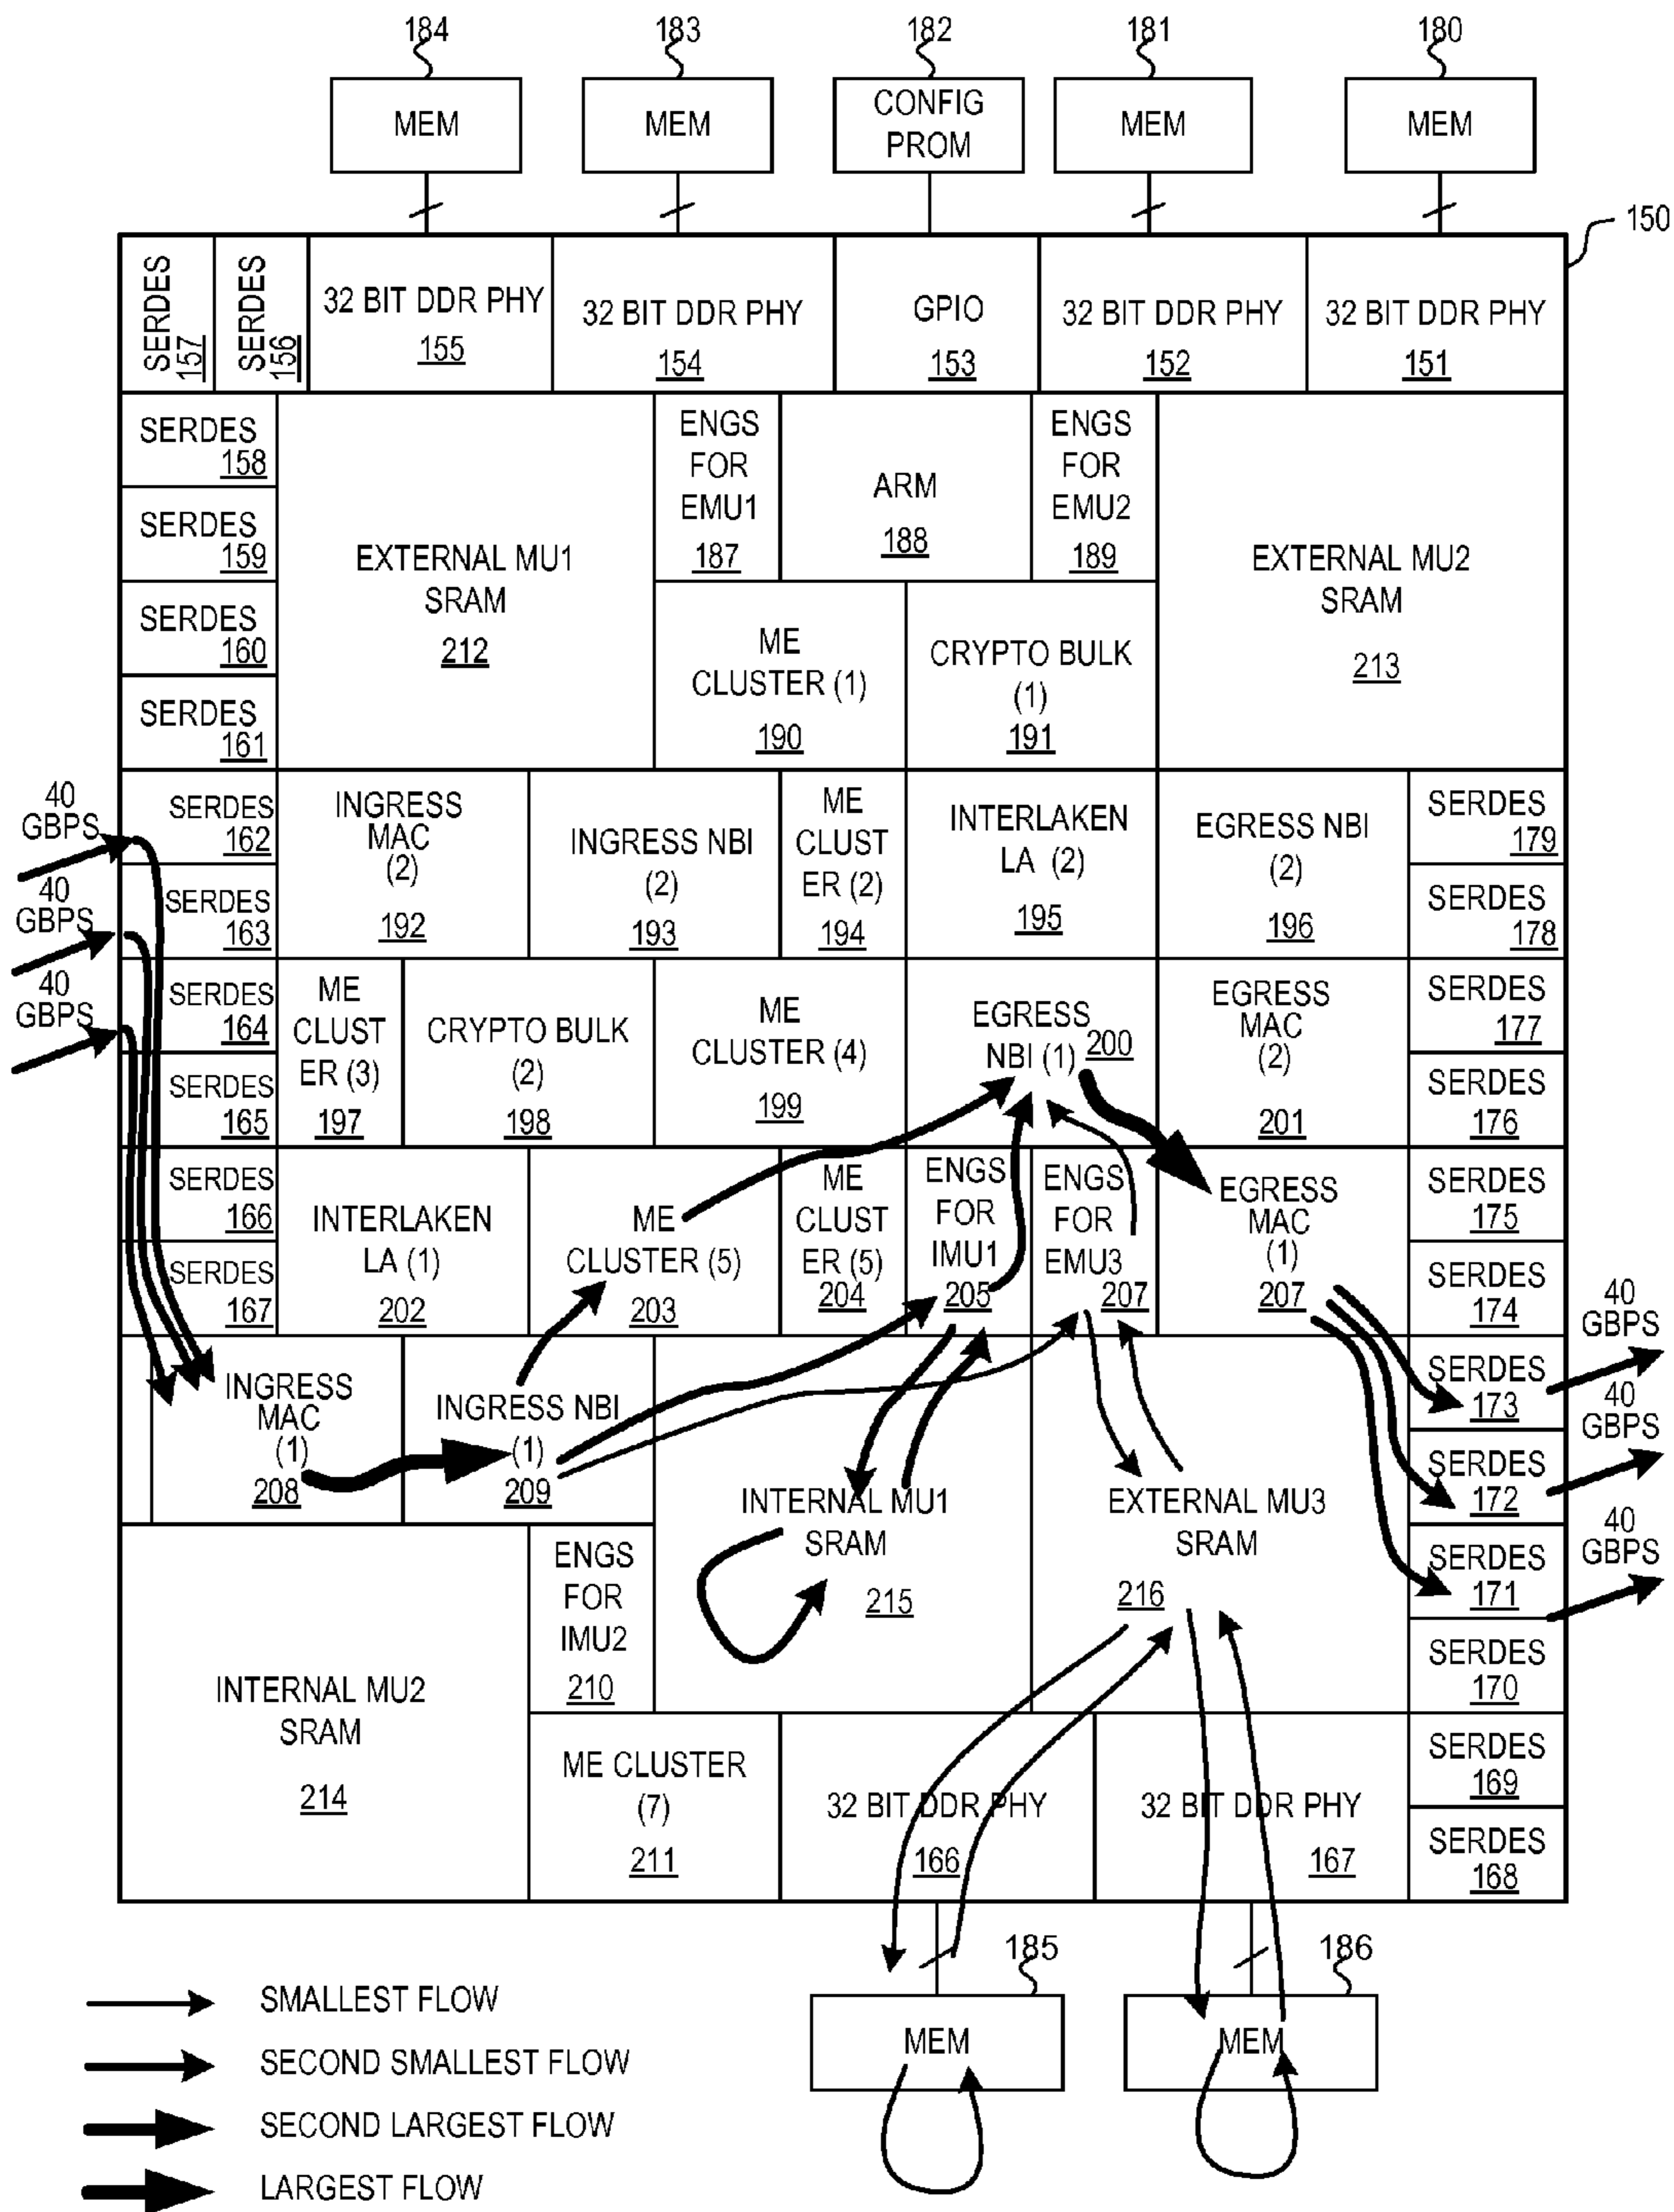 184
183
182
181
180
MEM
MEM
CONFIG
PROM
MEM
MEM
150
SERDES
157
SERDES
156
32 BIT DDR PHY
155
32 BIT DDR PHY
154
GPIO
153
32 BIT DDR PHY
152
32 BIT DDR PHY
151
SERDES
158
SERDES
159
SERDES
160
SERDES
161
EXTERNAL MU1
SRAM
212
ENGS
FOR
EMU1
187
ARM
188
ENGS
FOR
EMU2
189
EXTERNAL MU2
SRAM
213
ME
CLUSTER (1)
190
CRYPTO BULK
(1)
191
40
GBPS
40
GBPS
40
GBPS
SERDES
162
SERDES
163
INGRESS
MAC
(2)
192
INGRESS NBI
(2)
193
ME
CLUST
ER (2)
194
INTERLAKEN
LA (2)
195
EGRESS NBI
(2)
196
SERDES
179
SERDES
178
SERDES
164
SERDES
165
ME
CLUST
ER (3)
197
CRYPTO BULK
(2)
198
ME
CLUSTER (4)
199
EGRESS
NBI (1) 200
EGRESS
MAC
(2)
201
SERDES
177
SERDES
176
SERDES
166
SERDES
167
INTERLAKEN
LA (1)
202
ME
CLUSTER (5)
203
ME
CLUST
ER (5)
204
ENGS
FOR
IMU1
205
ENGS
FOR
EMU3
207
EGRESS
MAC
(1)
207
SERDES
175
SERDES
174
INGRESS
MAC
(1)
208
INGRESS NBI
(1)
209
INTERNAL MU1
SRAM
215
EXTERNAL MU3
SRAM
216
SERDES
173
SERDES
172
SERDES
171
SERDES
170
40
GBPS
40
GBPS
40
GBPS
INTERNAL MU2
SRAM
214
ENGS
FOR
IMU2
210
ME CLUSTER
(7)
211
32 BIT DDR PHY
166
32 BIT DDR PHY
167
SERDES
169
SERDES
168
185
186
MEM
MEM
SMALLEST FLOW
SECOND SMALLEST FLOW
SECOND LARGEST FLOW
LARGEST FLOW